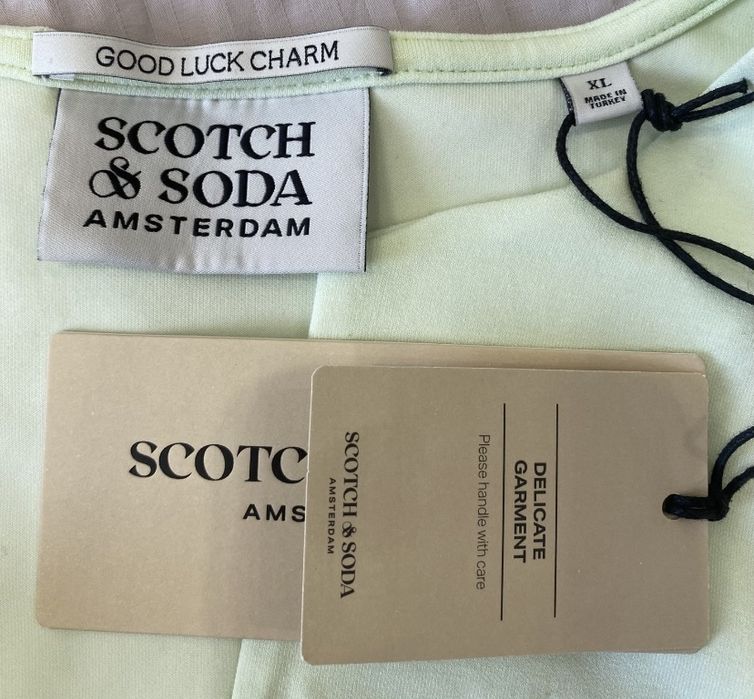 GOOD LUCK CHARM
SCOTCH
& SODA
AMSTERDAM
XL
MADE IN
TURKEY
SCOTC
AMS
SCOTCH & SODA
AMSTERDAM
DELICATE
GARMENT
Please handle with care